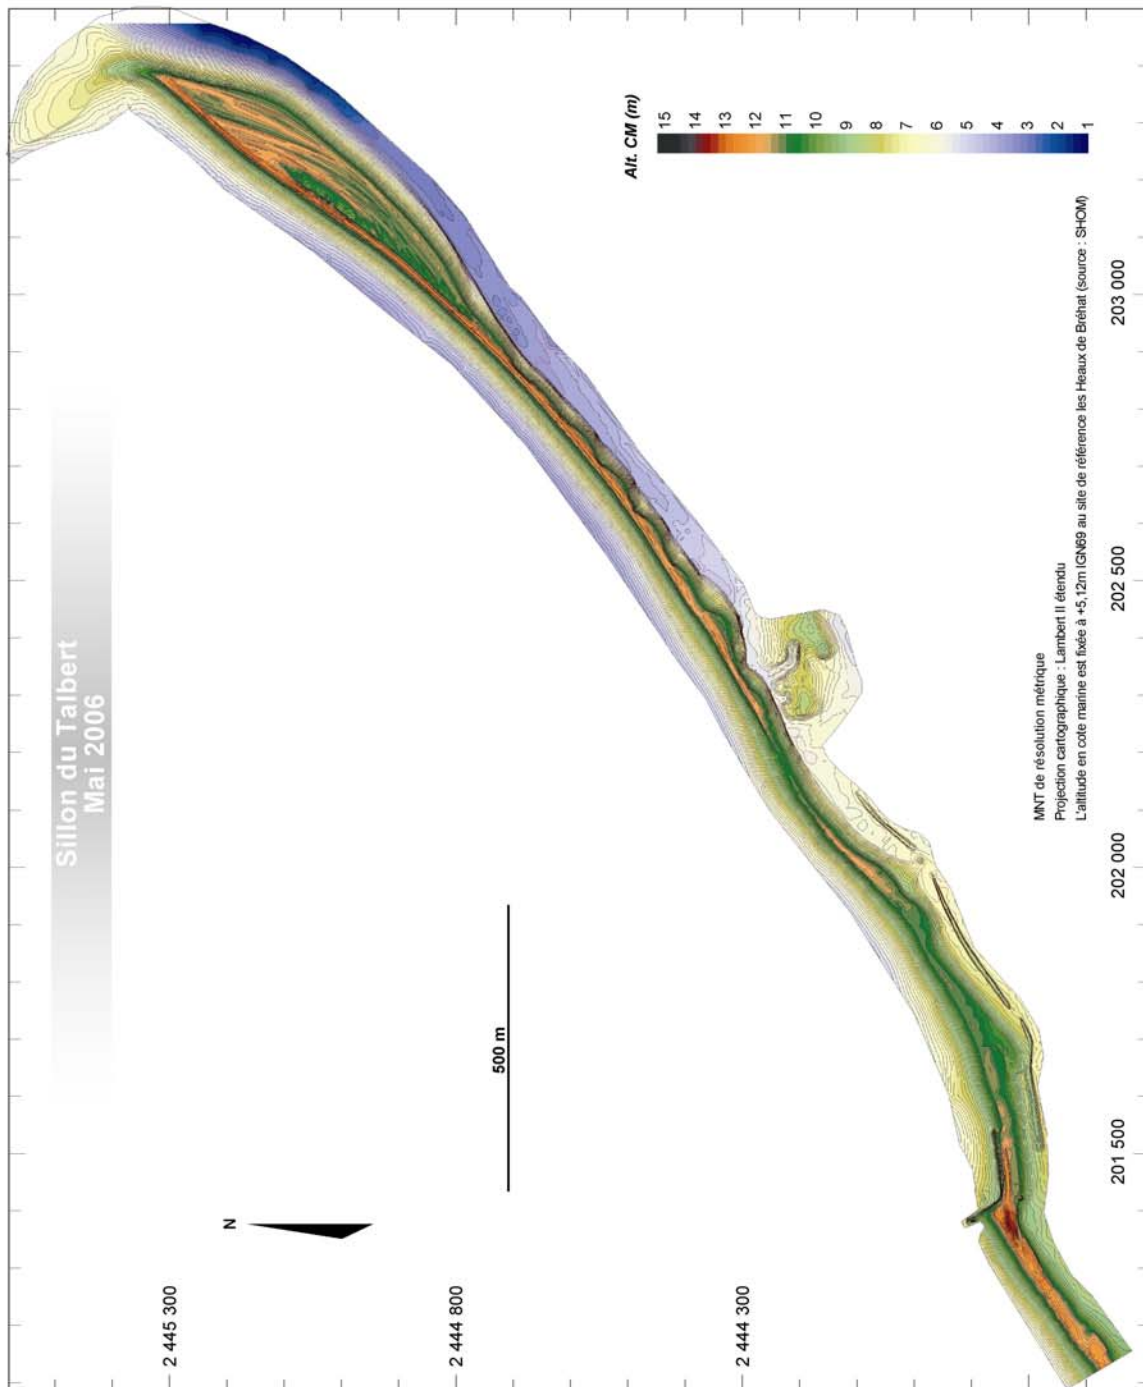 Sillon du Talbert
Mai 2006
N
500 m
Alt. CM (m)
15
14
13
12
11
10
9
8
7
6
5
4
3
2
1
2 445 300
2 444 800
2 444 300
201 500
202 000
202 500
203 000
MNT de résolution métrique
Projection cartographique : Lambert II étendu
L'altitude en cote marine est fixée à +5,12m IGN69 au site de référence les Heaux de Bréhat (source : SHOM)